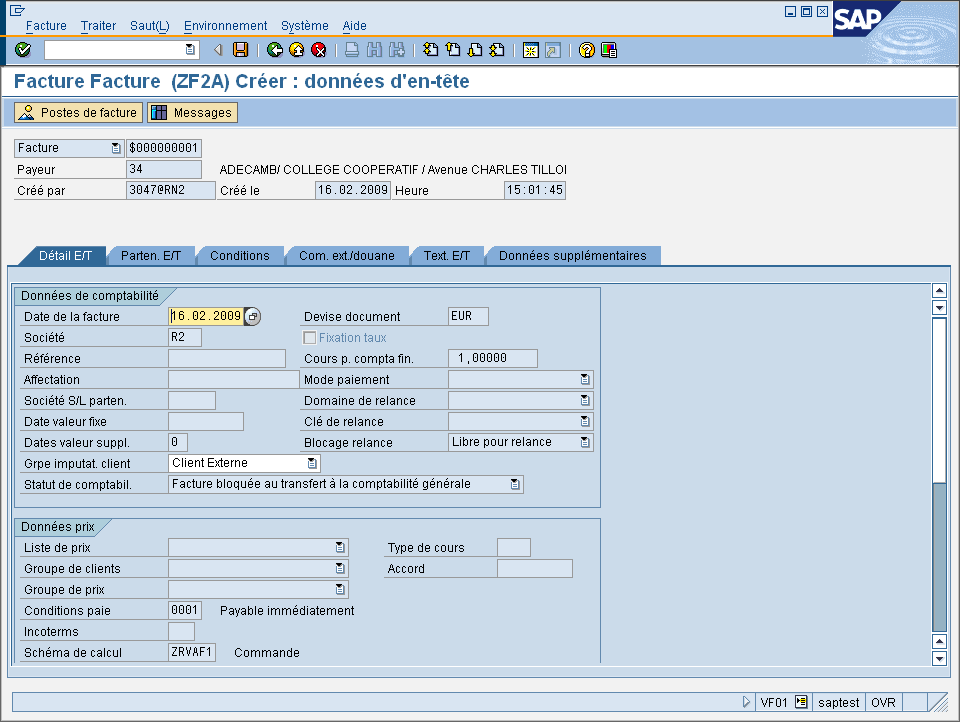 Facture Traiter Saut(L) Environnement Système Aide
SAP
Facture Facture (ZF2A) Créer : données d'en-tête
Postes de facture Messages
Facture $000000001
Payeur 34 ADECAMB/ COLLEGE COOPERATIF / Avenue CHARLES TILLOI
Créé par 3047@RN2 Créé le 16.02.2009 Heure 15:01:45
Détail E/T Parten. E/T Conditions Com. ext./douane Text. E/T Données supplémentaires
Données de comptabilité
Date de la facture 16.02.2009 Devise document EUR
Société R2 Fixation taux
Référence Cours p. compta fin. 1,00000
Affectation Mode paiement
Société S/L parten. Domaine de relance
Date valeur fixe Clé de relance
Dates valeur suppl. 0 Blocage relance Libre pour relance
Grpe imputat. client Client Externe
Statut de comptabil. Facture bloquée au transfert à la comptabilité générale
Données prix
Liste de prix Type de cours
Groupe de clients Accord
Groupe de prix
Conditions paie 0001 Payable immédiatement
Incoterms
Schéma de calcul ZRVAF1 Commande
VF01 saptest OVR